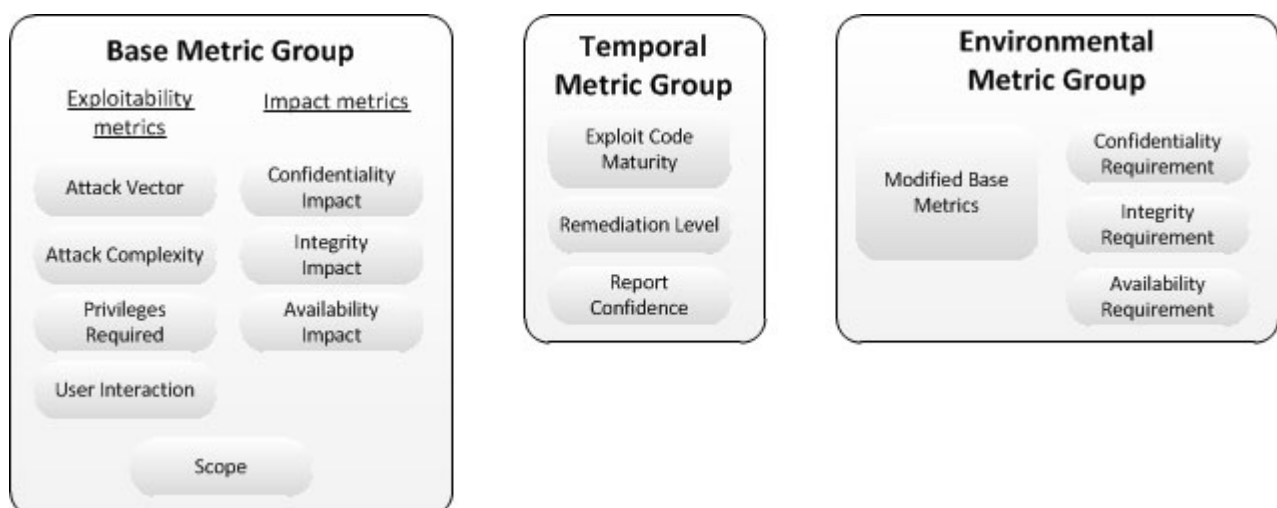 Base Metric Group
Exploitability
metrics
Impact metrics
Attack Vector
Confidentiality
Impact
Attack Complexity
Integrity
Impact
Privileges
Required
Availability
Impact
User Interaction
Scope
Temporal
Metric Group
Exploit Code
Maturity
Remediation Level
Report
Confidence
Environmental
Metric Group
Modified Base
Metrics
Confidentiality
Requirement
Integrity
Requirement
Availability
Requirement